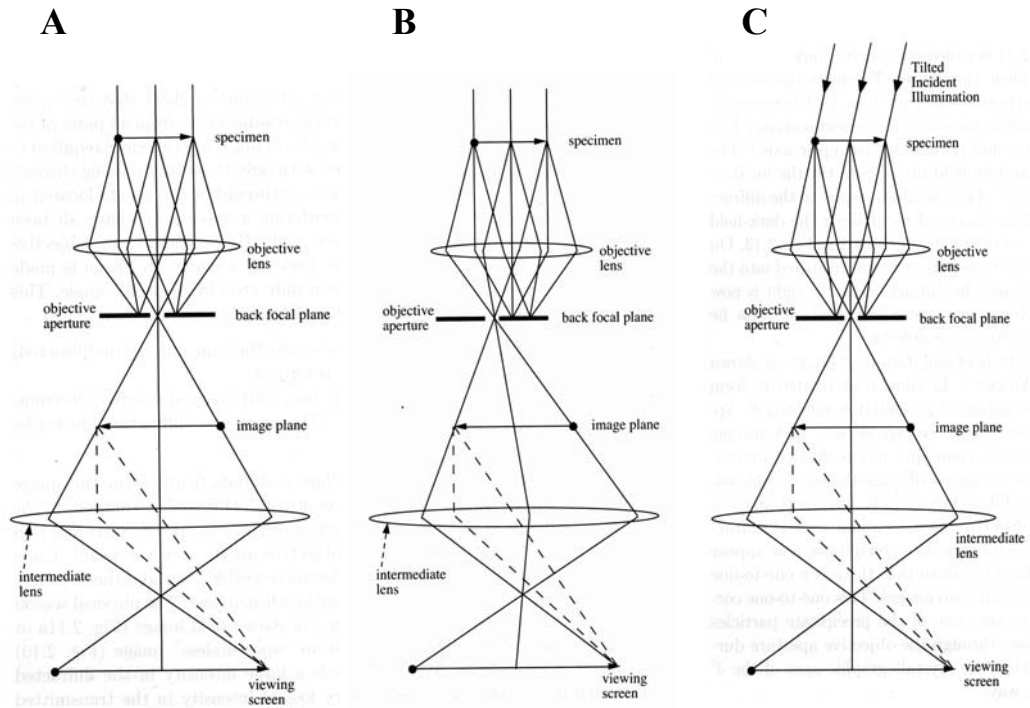 A
B
C
Tilted
Incident
Illumination
specimen
objective
lens
objective
aperture
back focal plane
image plane
intermediate
lens
viewing
screen
specimen
objective
lens
objective
aperture
back focal plane
image plane
intermediate
lens
viewing
screen
specimen
objective
lens
objective
aperture
back focal plane
image plane
intermediate
lens
viewing
screen